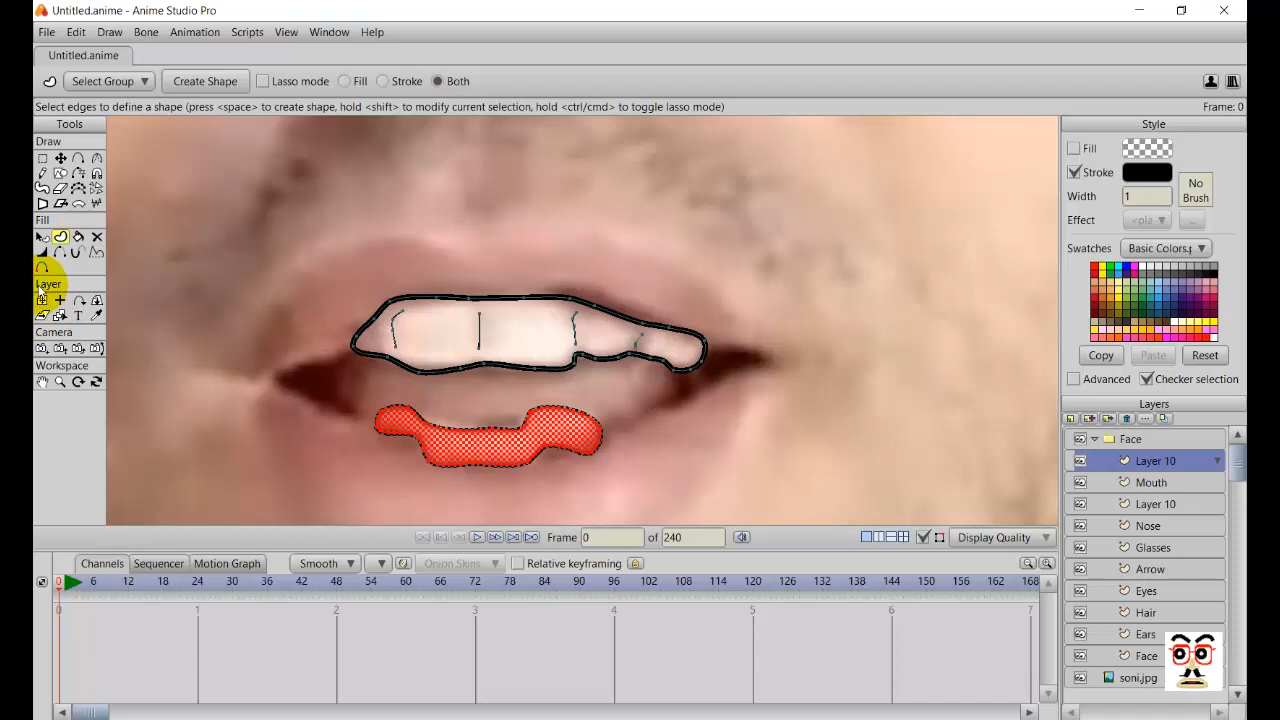 Untitled.anime - Anime Studio Pro
File Edit Draw Bone Animation Scripts View Window Help
Untitled.anime
Select Group Create Shape Lasso mode Fill Stroke Both
Select edges to define a shape (press <space> to create shape, hold <shift> to modify current selection, hold <ctrl/cmd> to toggle lasso mode) Frame: 0
Tools
Draw
Fill
Layer
Camera
Workspace
Style
Fill
Stroke
No
Width 1
Brush
Effect <pla
Swatches Basic Colors.p
Copy Paste Reset
Advanced Checker selection
Layers
Face
Layer 10
Mouth
Layer 10
Nose
Glasses
Arrow
Eyes
Hair
Ears
Face
soni.jpg
Frame 0 of 240 Display Quality
Channels Sequencer Motion Graph Smooth Onion Skins Relative keyframing
0 6 12 18 24 30 36 42 48 54 60 66 72 78 84 90 96 102 108 114 120 126 132 138 144 150 156 162 168
0 1 2 3 4 5 6 7